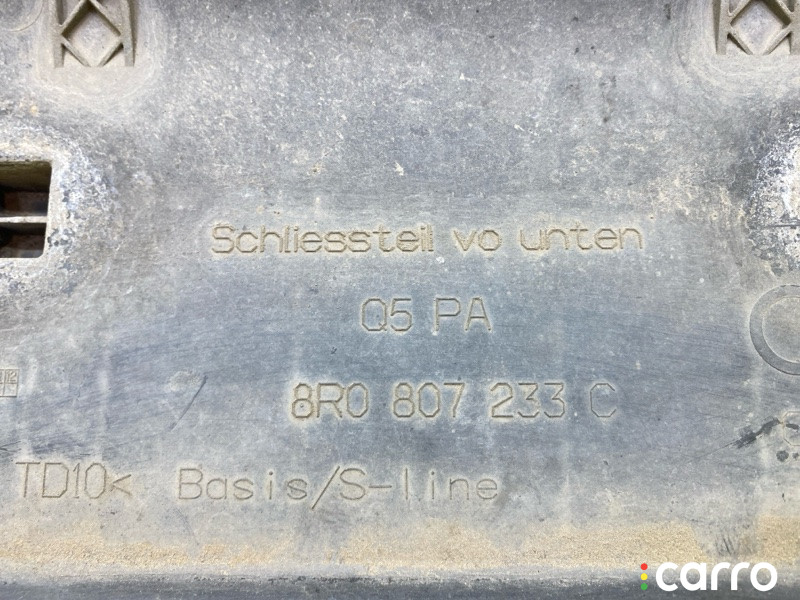 Schliessteil vo unten
Q5 PA
8R0 807 233 C
TD10< Basis/S-line
carro